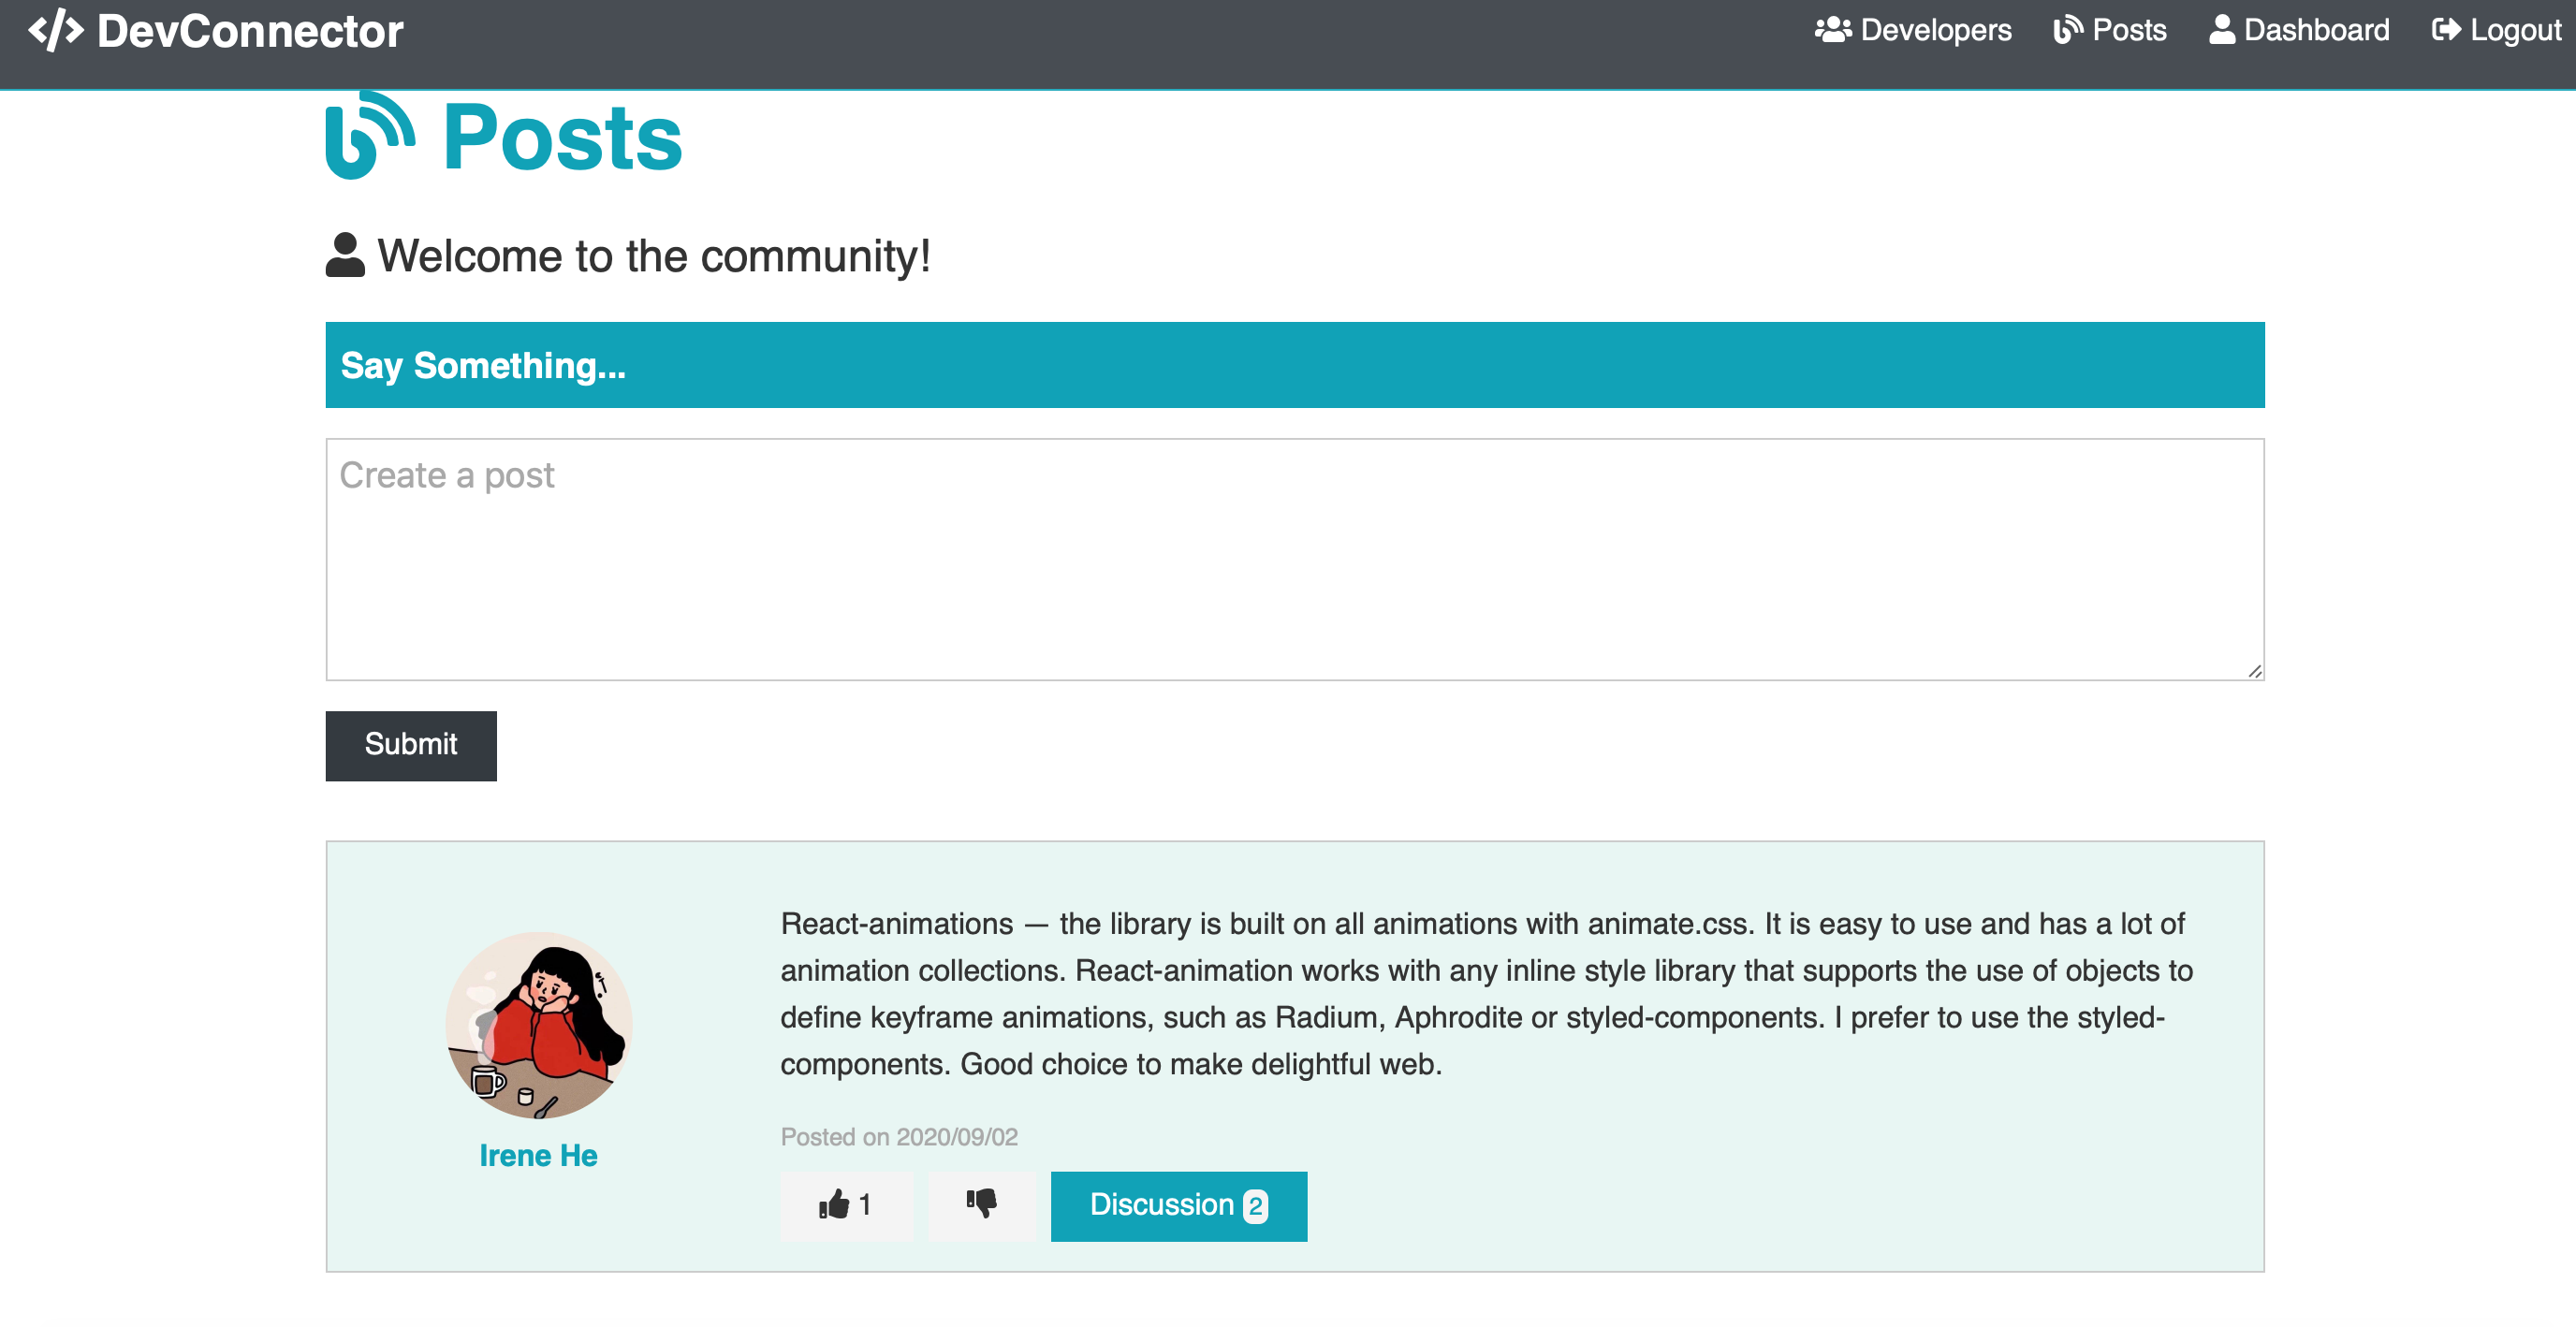 </> DevConnector
Developers Posts Dashboard Logout
Posts
Welcome to the community!
Say Something...
Create a post
Submit
React-animations — the library is built on all animations with animate.css. It is easy to use and has a lot of
animation collections. React-animation works with any inline style library that supports the use of objects to
define keyframe animations, such as Radium, Aphrodite or styled-components. I prefer to use the styled-
components. Good choice to make delightful web.
Irene He
Posted on 2020/09/02
1
Discussion 2